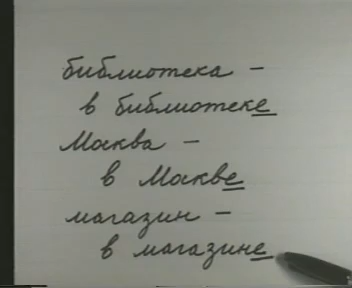 библиотека –
в библиотеке
Москва –
в Москве
магазин –
в магазине